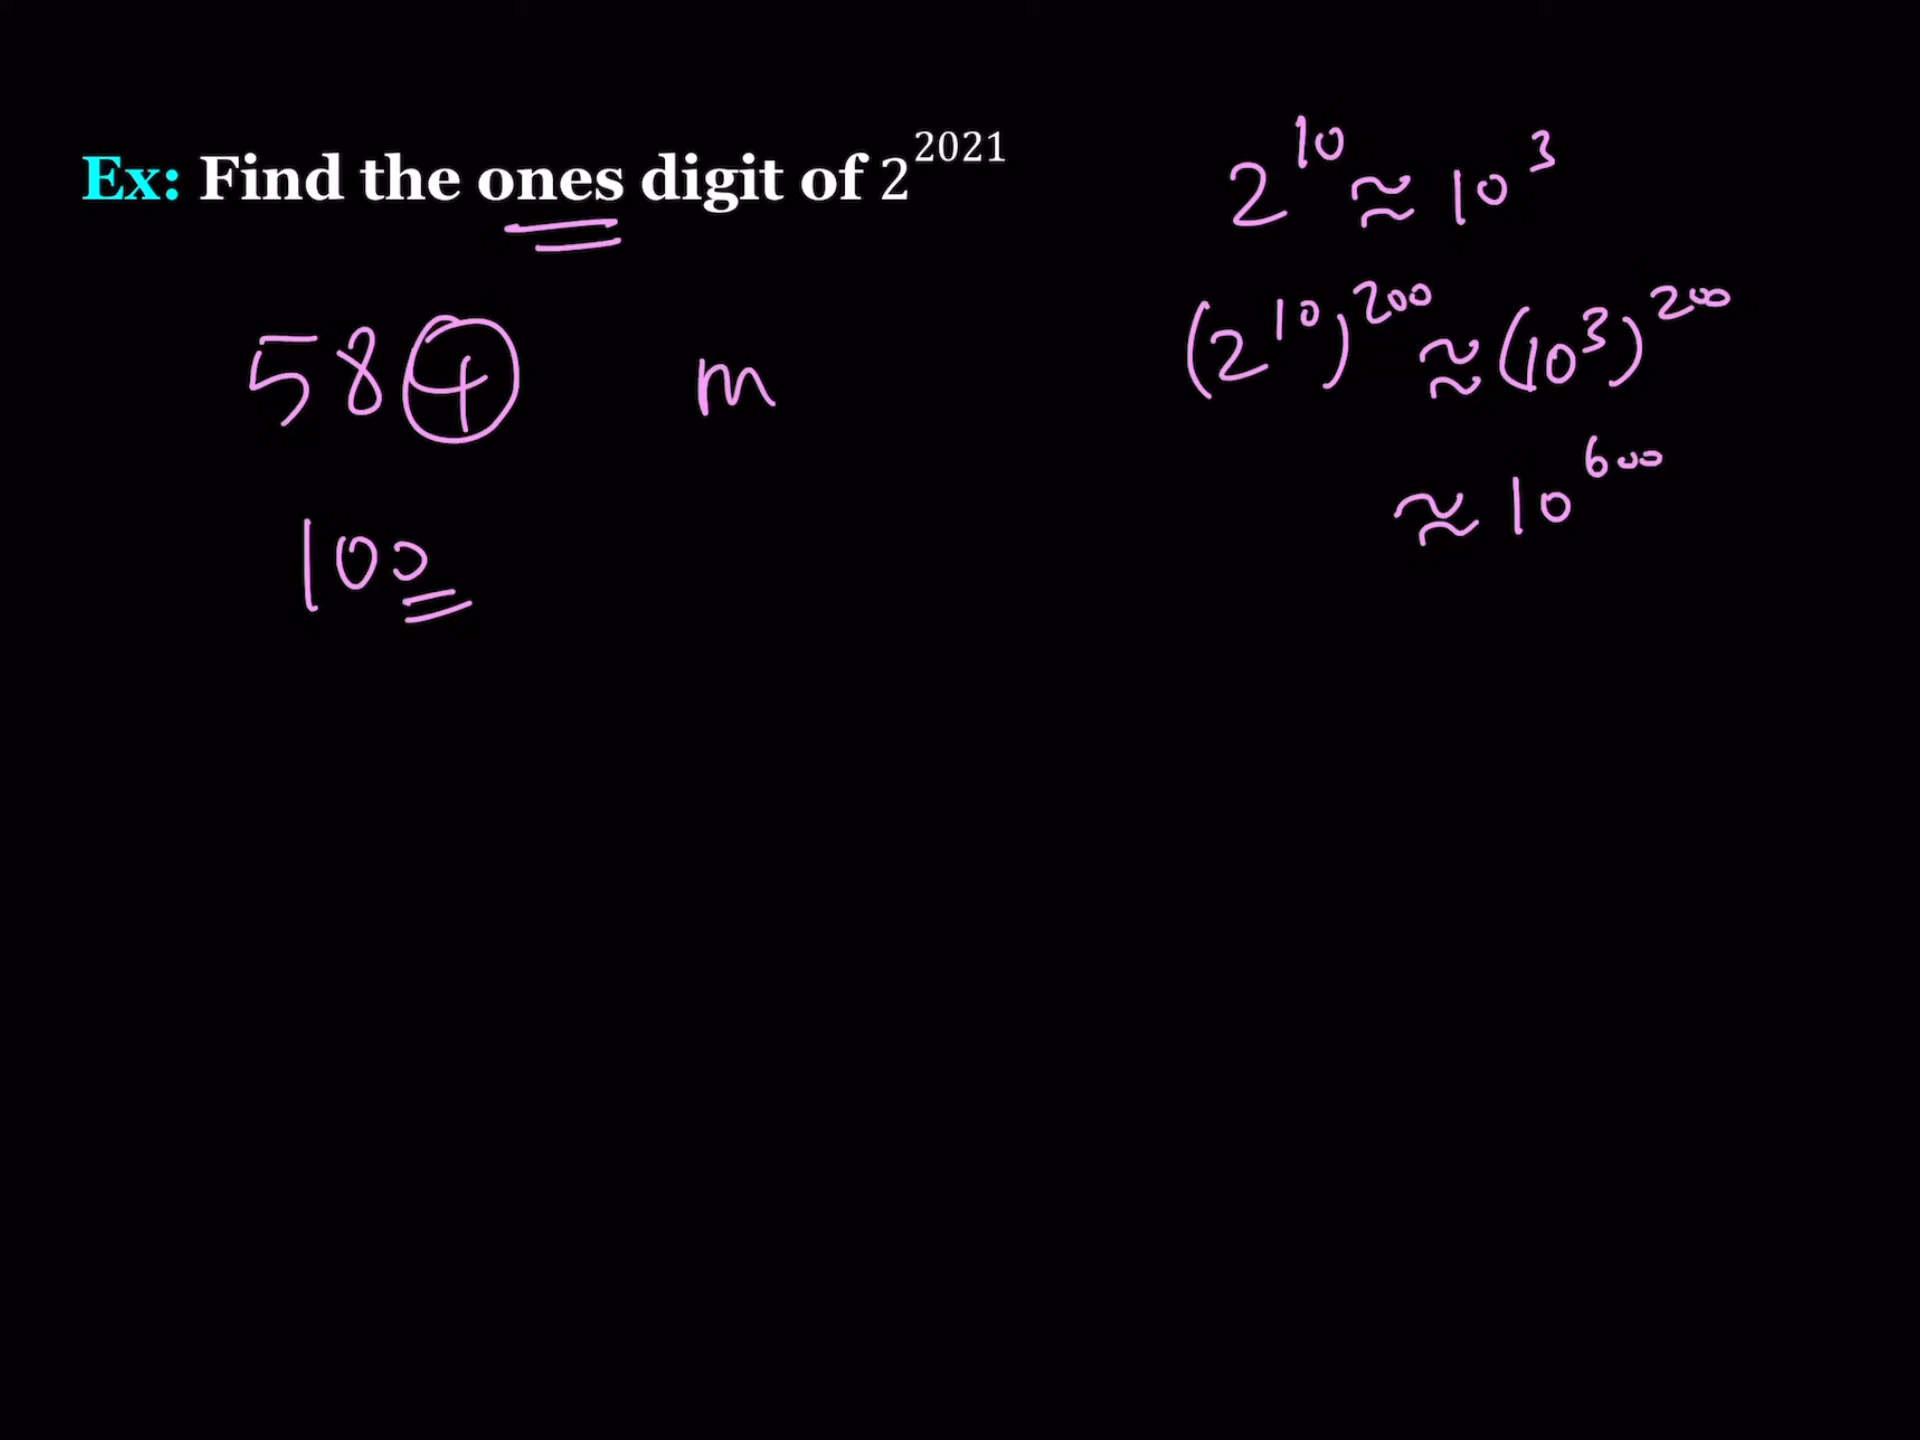 Ex: Find the ones digit of 2^2021
584 m
100
2^10 ≈ 10^3
(2^10)^200 ≈ (10^3)^200
≈ 10^600